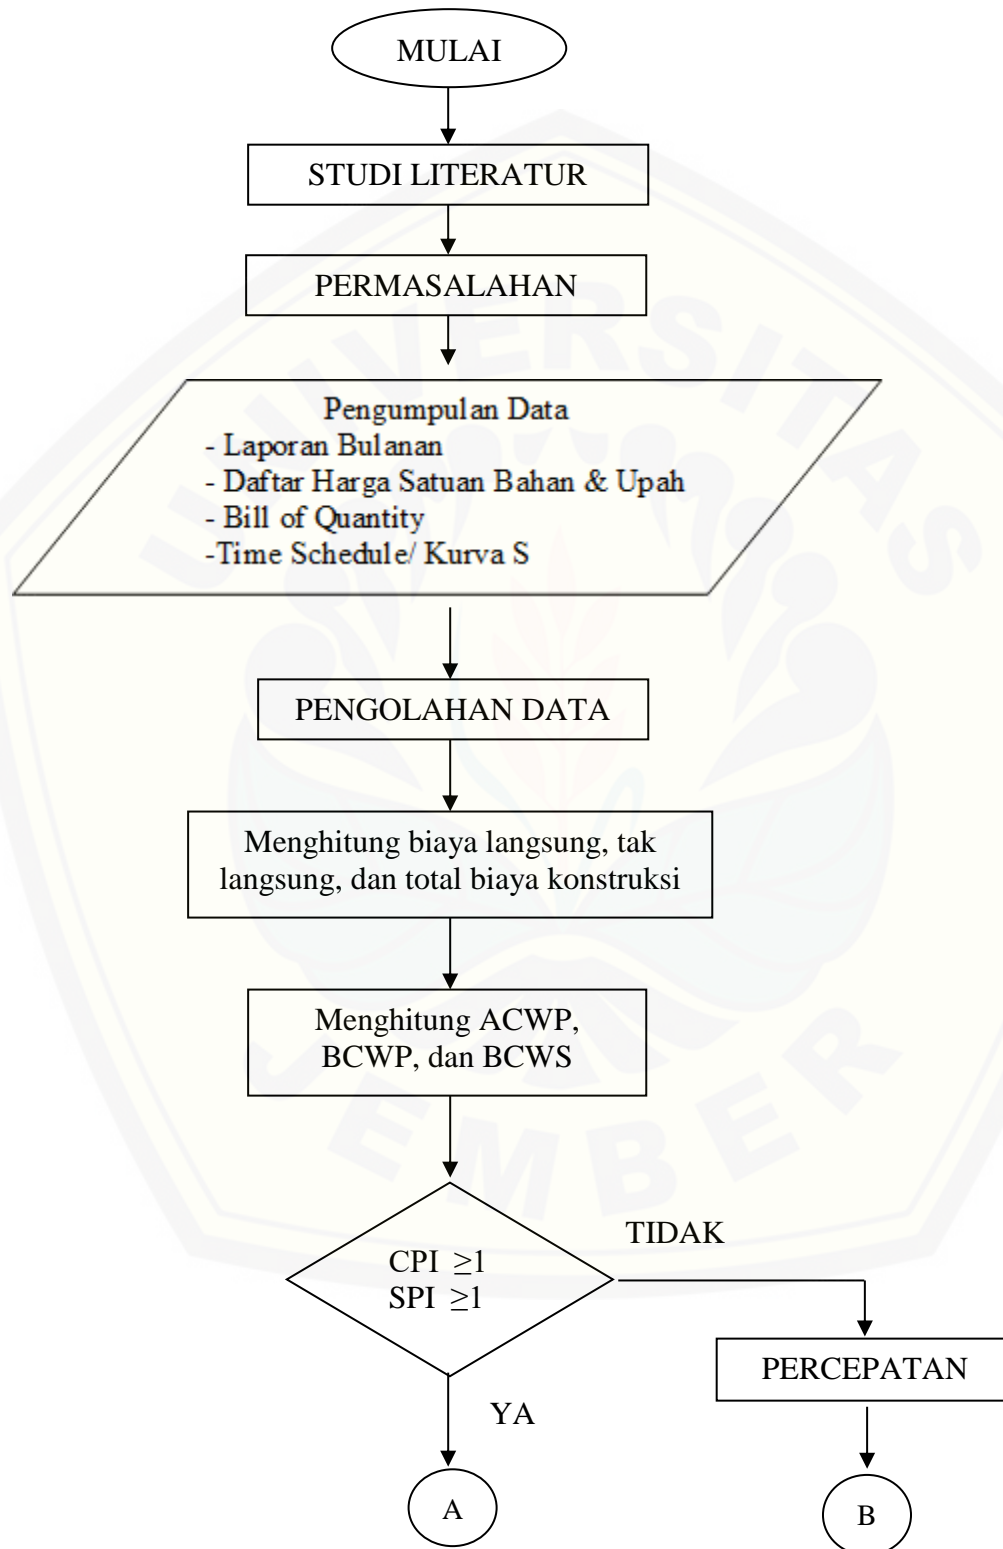 MULAI
STUDI LITERATUR
PERMASALAHAN
Pengumpulan Data
- Laporan Bulanan
- Daftar Harga Satuan Bahan & Upah
- Bill of Quantity
-Time Schedule/ Kurva S
PENGOLAHAN DATA
Menghitung biaya langsung, tak
langsung, dan total biaya konstruksi
Menghitung ACWP,
BCWP, dan BCWS
TIDAK
CPI ≥1
SPI ≥1
PERCEPATAN
YA
A
B
UNIVERSITAS
JEMBER